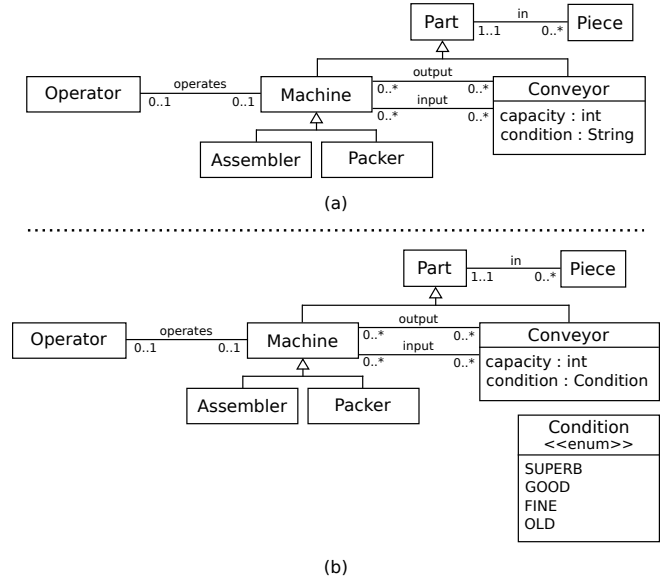 Part
in
Piece
1..1
0..*
output
Operator
operates
Machine
0..*
0..*
Conveyor
0..1
0..1
input
0..*
0..*
capacity : int
condition : String
Assembler
Packer
(a)
Part
in
Piece
1..1
0..*
output
Operator
operates
Machine
0..*
0..*
Conveyor
0..1
0..1
input
0..*
0..*
capacity : int
condition : Condition
Assembler
Packer
Condition
<<enum>>
SUPERB
GOOD
FINE
OLD
(b)